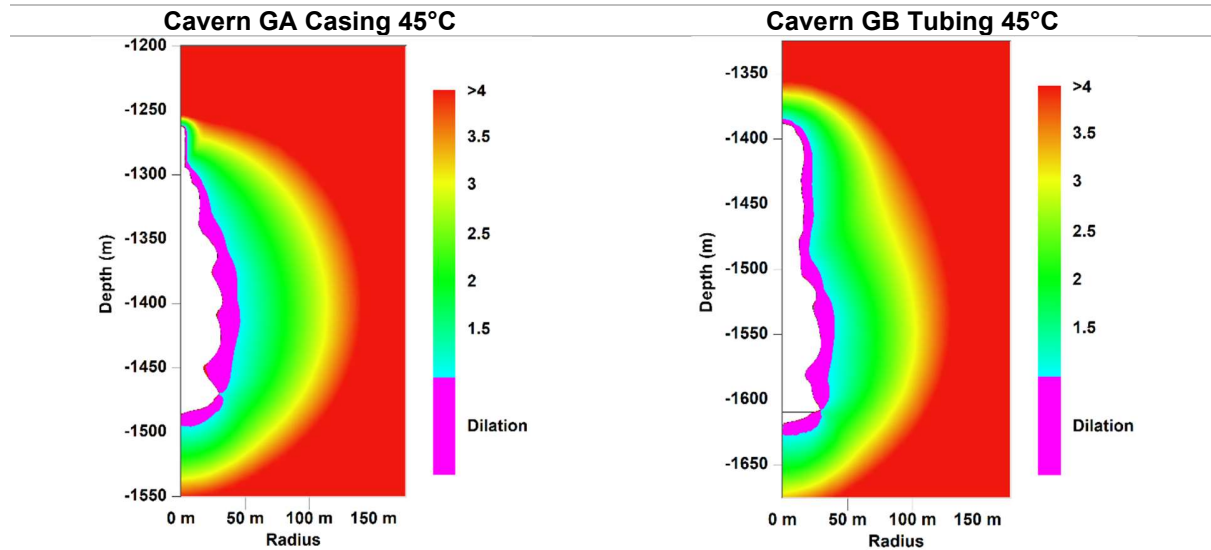 Cavern GA Casing 45°C
-1200
-1250
-1300
-1350
-1400
-1450
-1500
-1550
Depth (m)
0 m 50 m 100 m 150 m
Radius
>4
3.5
3
2.5
2
1.5
Dilation
Cavern GB Tubing 45°C
-1350
-1400
-1450
-1500
-1550
-1600
-1650
Depth (m)
0 m 50 m 100 m 150 m
Radius
>4
3.5
3
2.5
2
1.5
Dilation